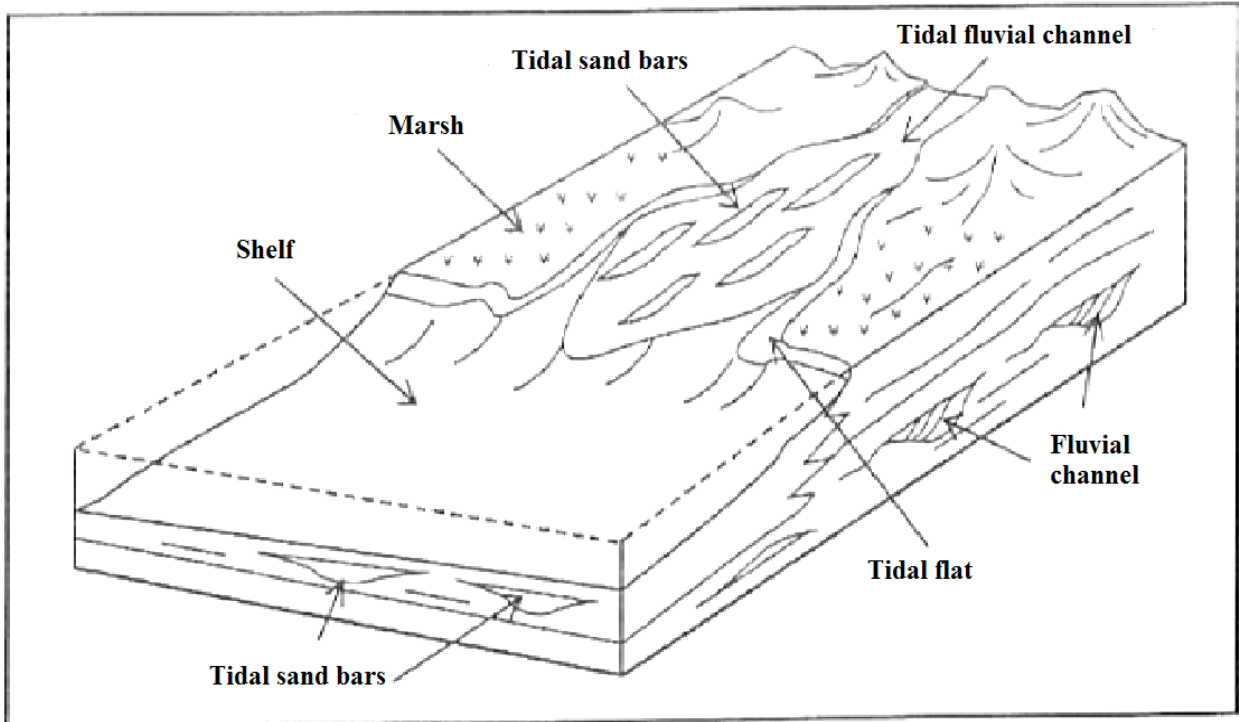 Tidal fluvial channel
Tidal sand bars
Marsh
Shelf
Fluvial
channel
Tidal flat
Tidal sand bars